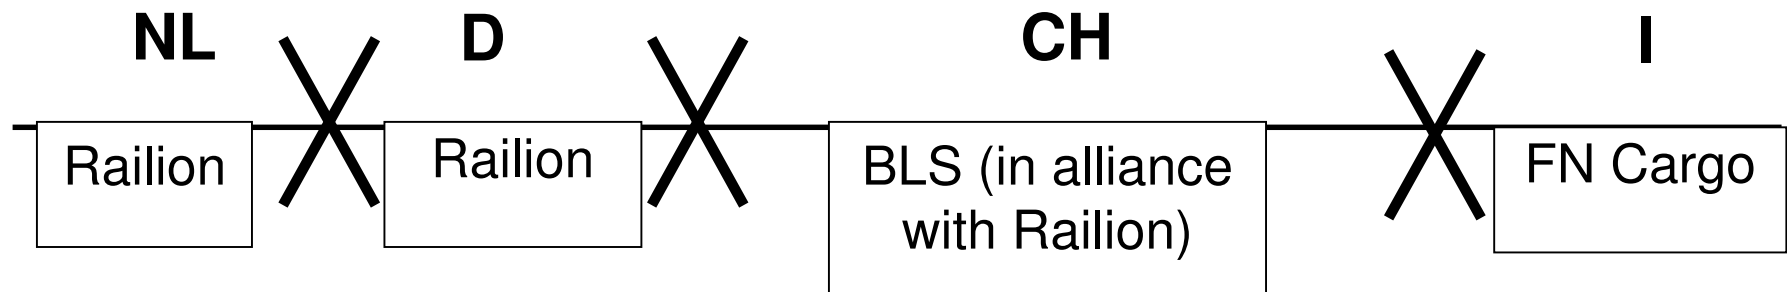 NL D CH I
Railion
Railion
BLS (in alliance
with Railion)
FN Cargo